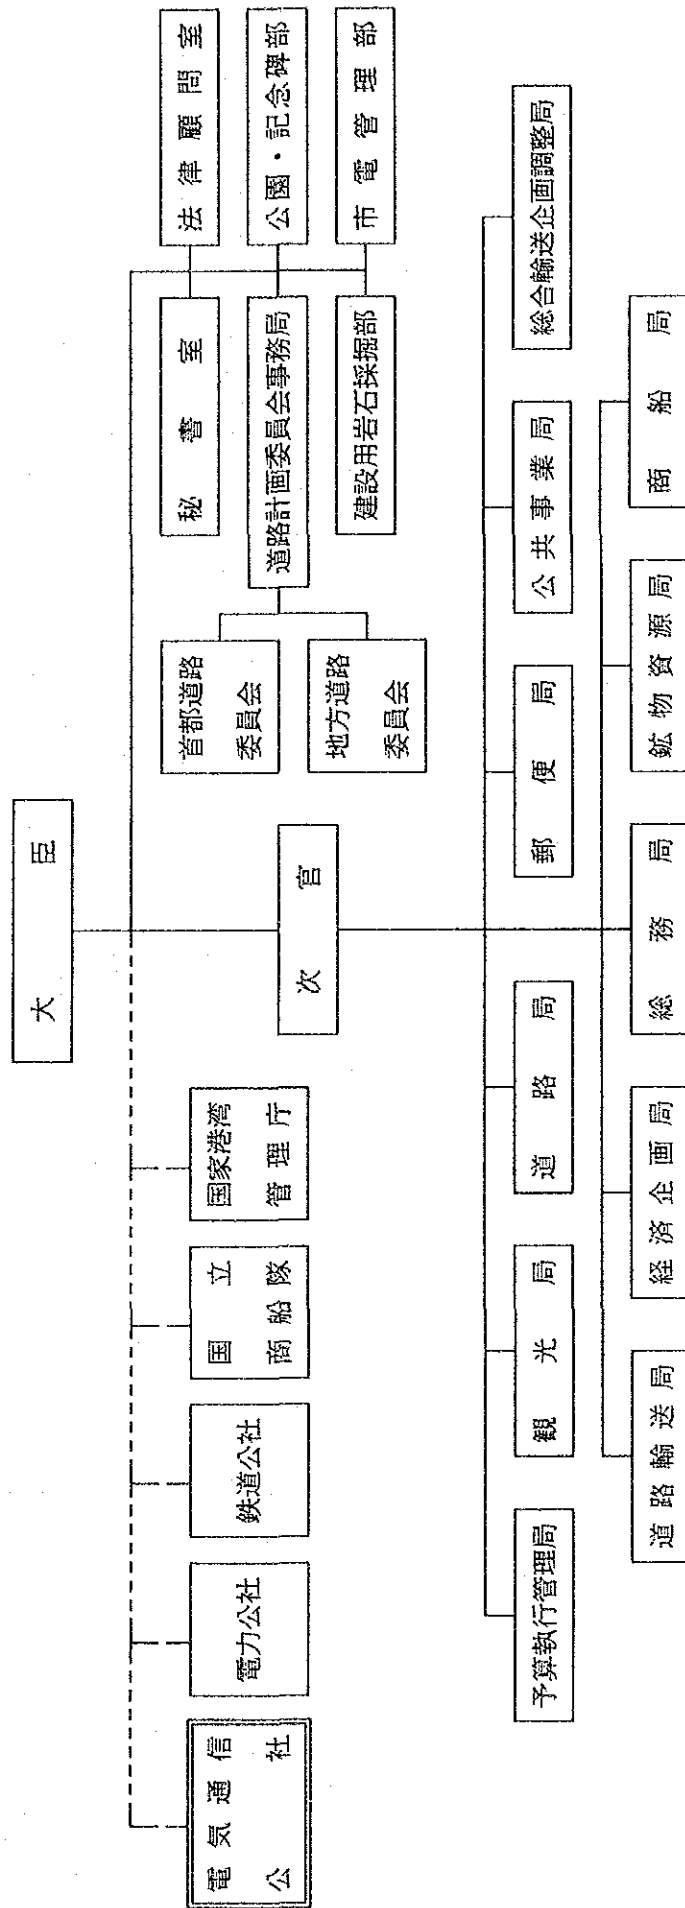 大臣
電気通信
公社
電力公社
鉄道公社
国立
商船隊
国家港湾
管理庁
次官
首都道路
委員会
地方道路
委員会
秘書室
法律顧問室
道路計画委員会事務局
公園・記念碑部
建設用岩石採掘部
市電管理部
予算執行管理局
観光局
道路局
郵便局
公共事業局
総合輸送企画調整局
道路輸送局
経済企画局
総務局
鉱物資源局
商船局